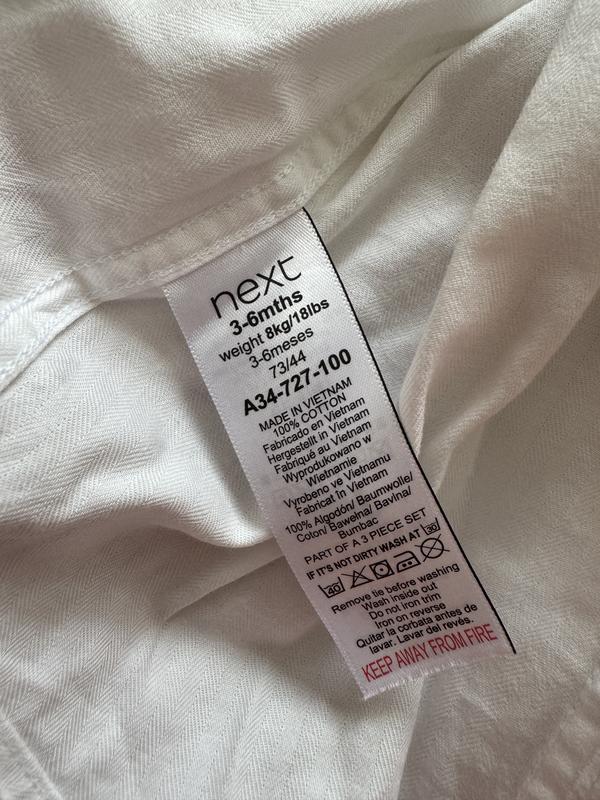 next
3-6mths
weight 8kg/18lbs
3-6meses
73/44
A34-727-100
MADE IN VIETNAM
100% COTTON
Fabricado en Vietnam
Hergestellt in Vietnam
Fabriqué au Vietnam
Wyprodukowano w
Wietnamie
Vyrobeno ve Vietnamu
Fabricat în Vietnam
100% Algodón/ Baumwolle/
Coton/ Bawełna/ Bavlna/
Bumbac
PART OF A 3 PIECE SET
IF IT'S NOT DIRTY WASH AT 30
40
Remove tie before washing
Wash inside out
Do not iron trim
Iron on reverse
Quitar la corbata antes de
lavar. Lavar del revés.
KEEP AWAY FROM FIRE